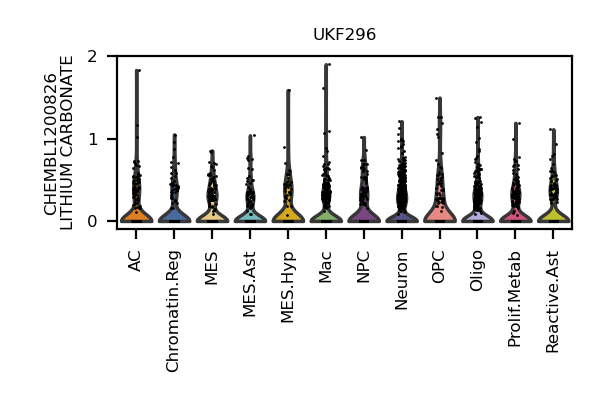 UKF296
CHEMBL1200826
LITHIUM CARBONATE
2
1
0
AC
Chromatin.Reg
MES
MES.Ast
MES.Hyp
Mac
NPC
Neuron
OPC
Oligo
Prolif.Metab
Reactive.Ast